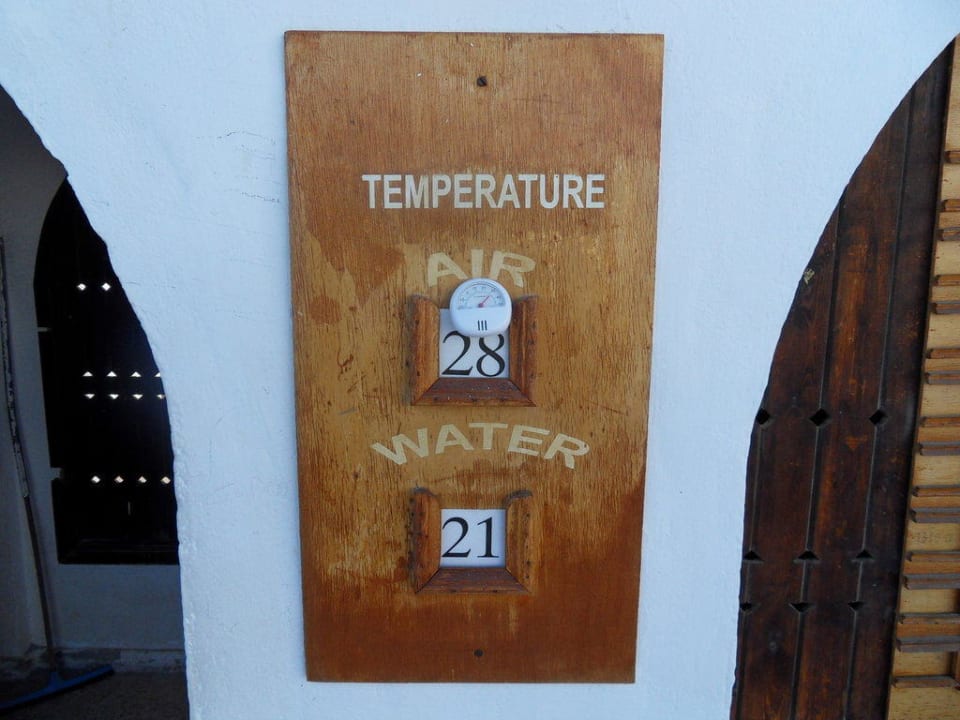 TEMPERATURE
AIR
28
WATER
21